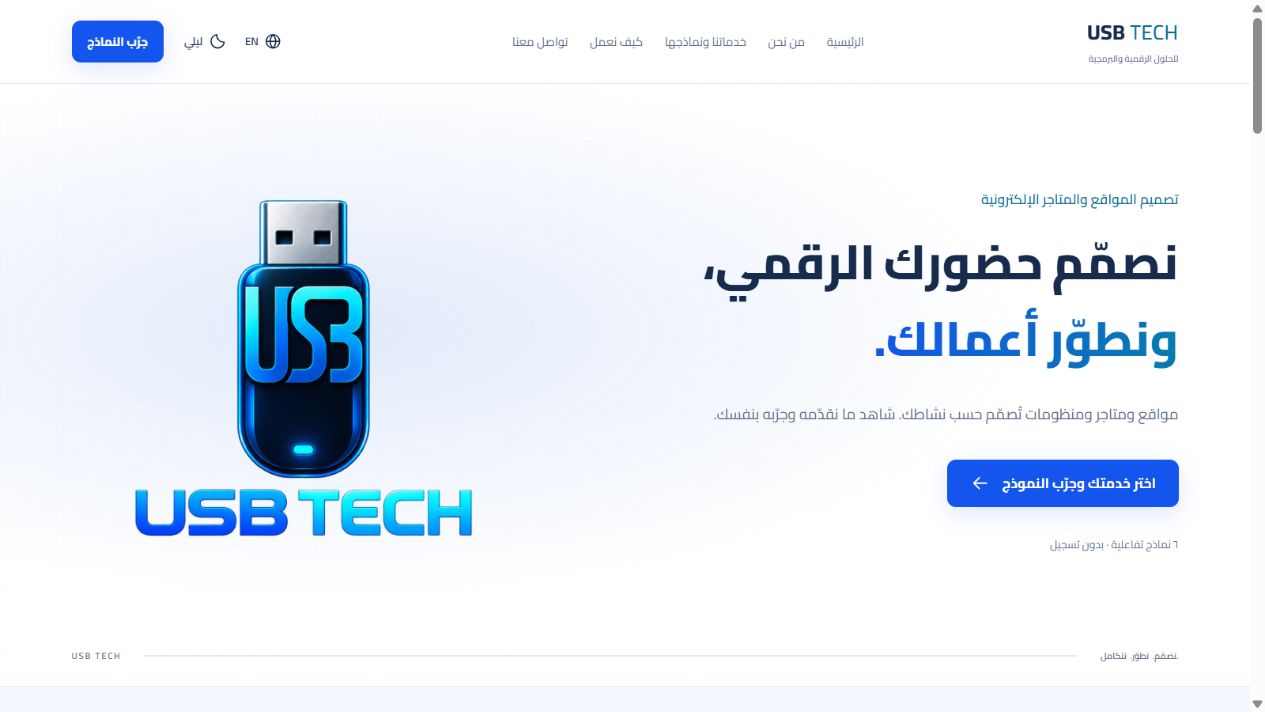 USB TECH
للحلول الرقمية والبرمجية
الرئيسية
من نحن
خدماتنا ونماذجها
كيف نعمل
تواصل معنا
EN
ليلي
جرّب النماذج
تصميم المواقع والمتاجر الإلكترونية
نصمّم حضورك الرقمي،
ونطوّر أعمالك.
مواقع ومتاجر ومنظومات تُصمّم حسب نشاطك. شاهد ما نقدّمه وجرّبه بنفسك.
اختر خدمتك وجرّب النموذج
٦ نماذج تفاعلية · بدون تسجيل
USB
USB TECH
نصمّم. نطوّر. نتكامل.
USB TECH